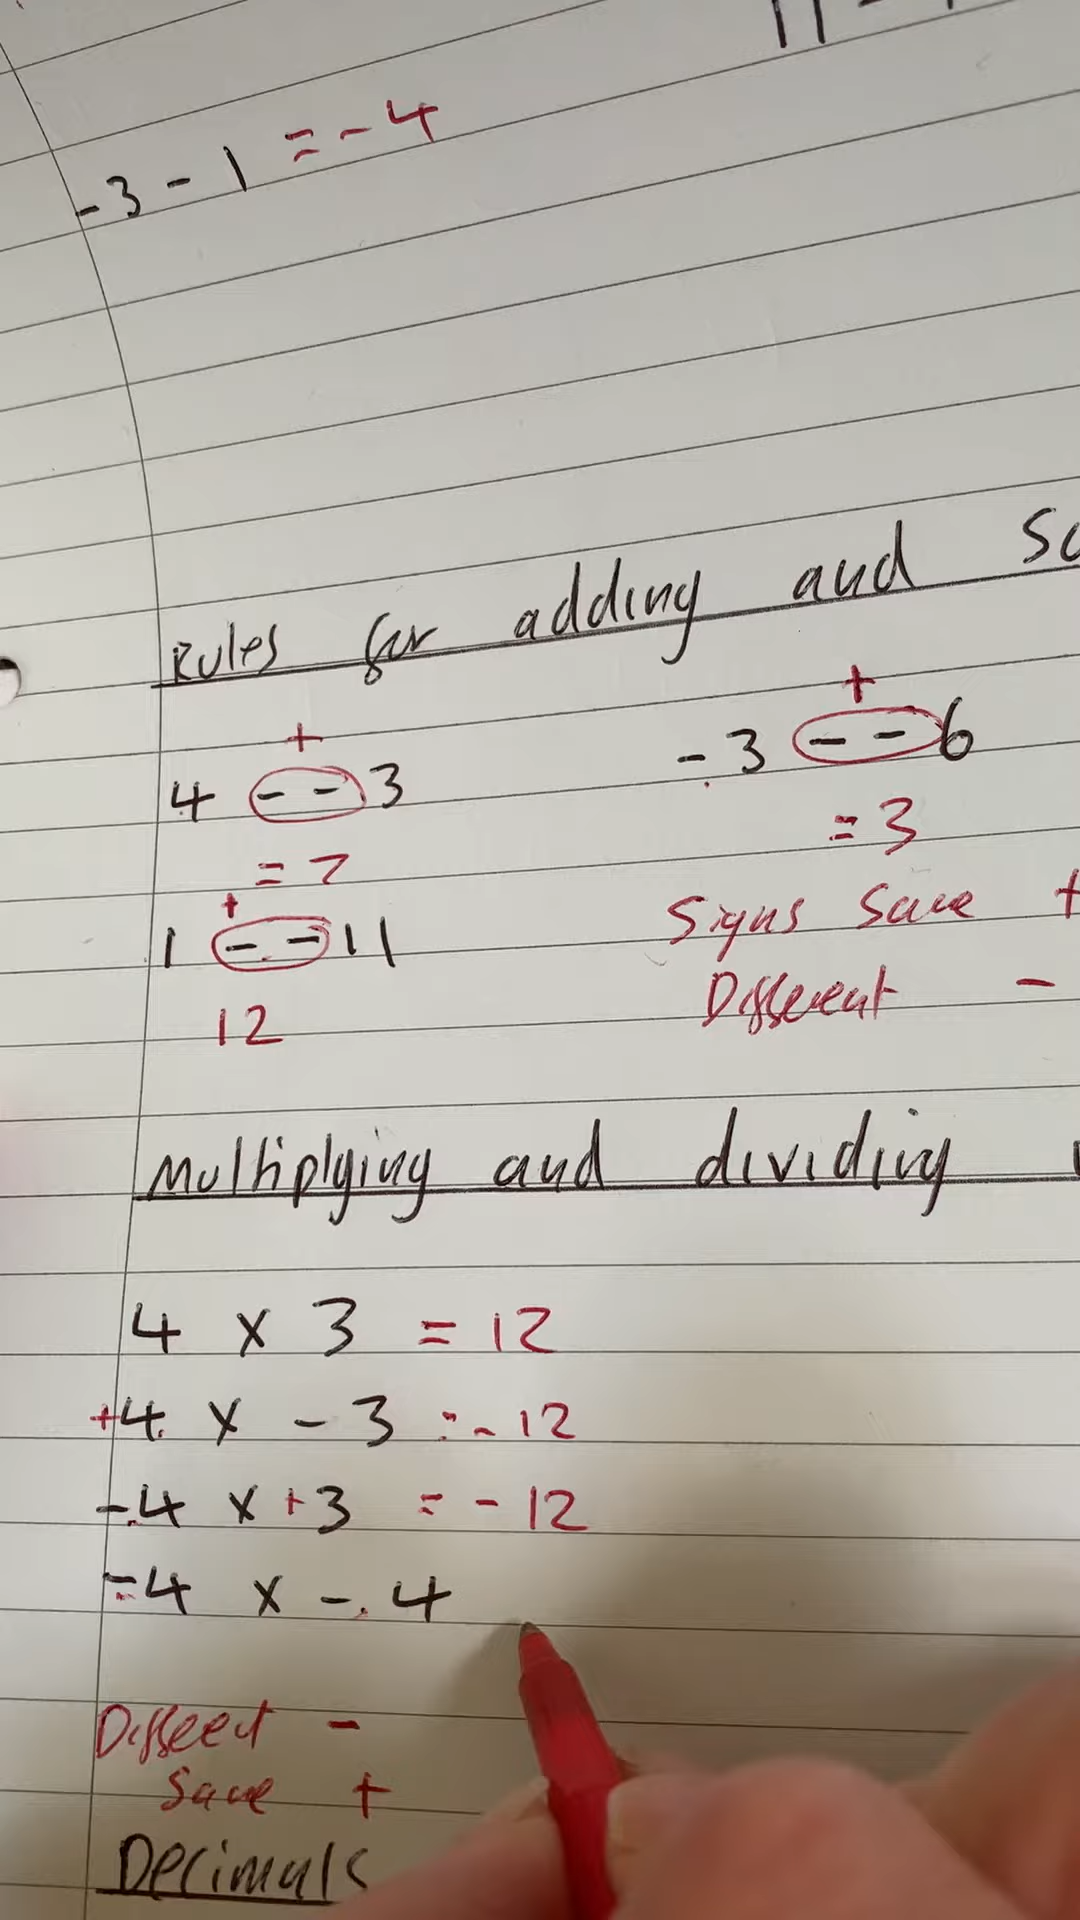 -3 - 1 = -4
Rules for adding and
+
4 - - 3
= 7
+
-3 - - 6
= 3
+
1 - - 11
12
Signs Same +
Different -
Multiplying and dividing
4 x 3 = 12
+4 x -3 = -12
-4 x +3 = -12
-4 x -4
Differet -
Same +
Decimals